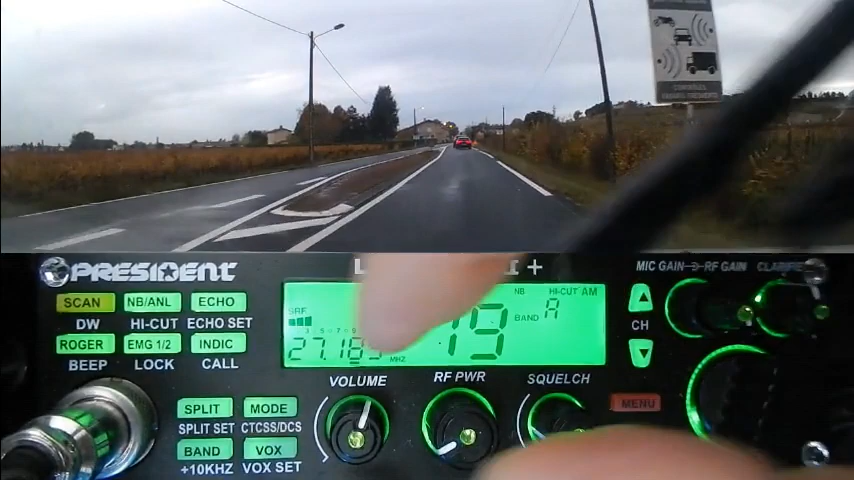 PRESIDENT
II +
MIC GAIN RF GAIN
SCAN NB/ANL ECHO
DW HI-CUT ECHO SET
ROGER EMG 1/2 INDIC
BEEP LOCK CALL
NB HI-CUT AM
BAND A
19
27.185 MHZ
CH
VOLUME RF PWR SQUELCH
MENU
SPLIT MODE
SPLIT SET CTCSS/DCS
BAND VOX
+10KHZ VOX SET